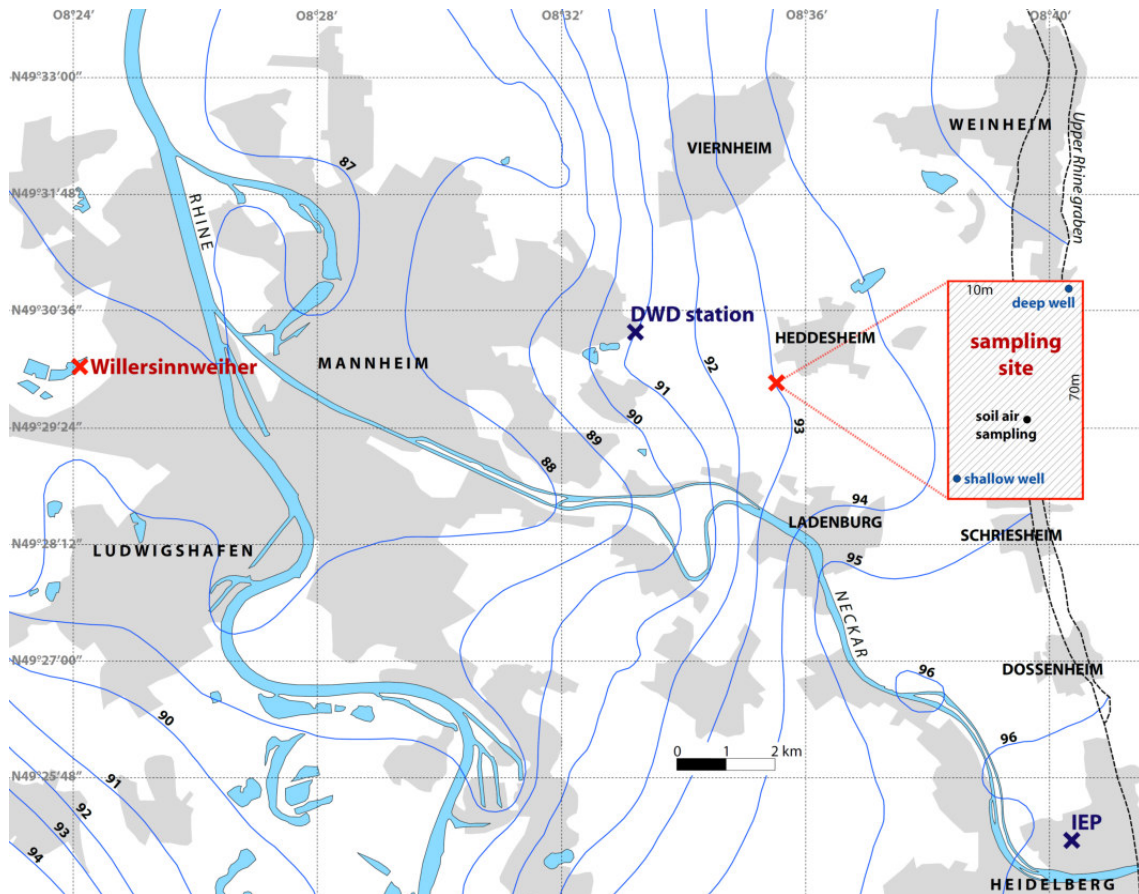 O8°24'
O8°28'
O8°32'
O8°36'
O8°40'
N49°33'00"
WEINHEIM
Upper Rhine graben
VIERNHEIM
87
N49°31'48"
RHINE
10m
deep well
N49°30'36"
DWD station
HEDDESHEIM
sampling
site
Willersinnweiher
MANNHEIM
92
91
70m
90
soil air
sampling
N49°29'24"
93
89
88
shallow well
94
LADENBURG
SCHRIESHEIM
N49°28'12"
LUDWIGSHAFEN
95
NECKAR
N49°27'00"
96
DOSSENHEIM
90
96
0 1 2 km
N49°25'48"
91
92
93
94
IEP
HEIDELBERG